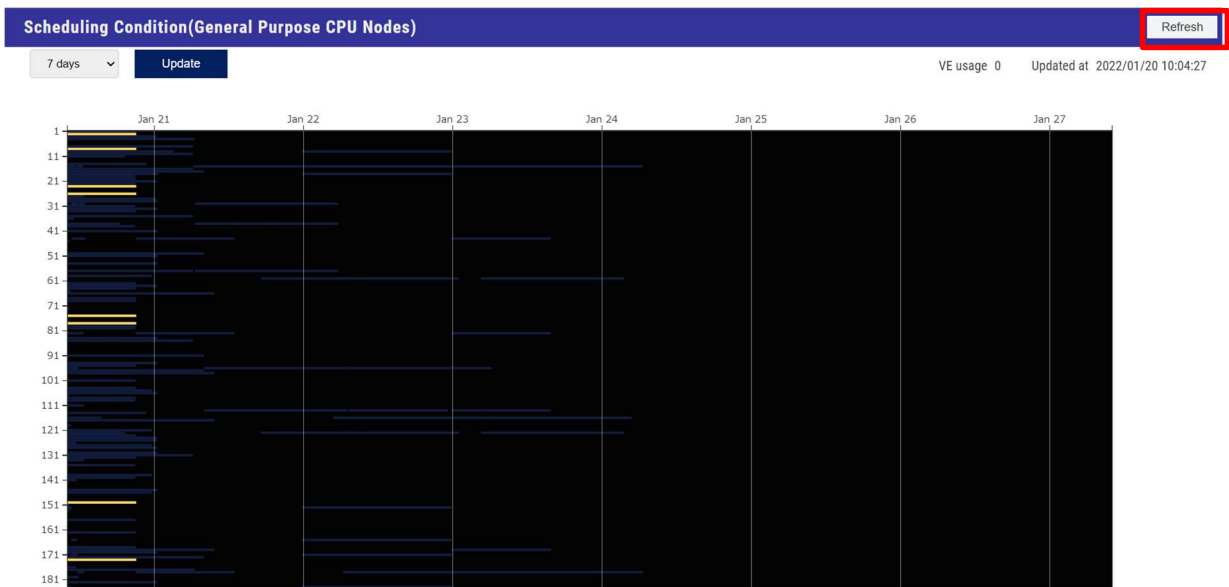 Scheduling Condition(General Purpose CPU Nodes)
Refresh
7 days
Update
VE usage 0
Updated at 2022/01/20 10:04:27
Jan 21
Jan 22
Jan 23
Jan 24
Jan 25
Jan 26
Jan 27
1
11
21
31
41
51
61
71
81
91
101
111
121
131
141
151
161
171
181